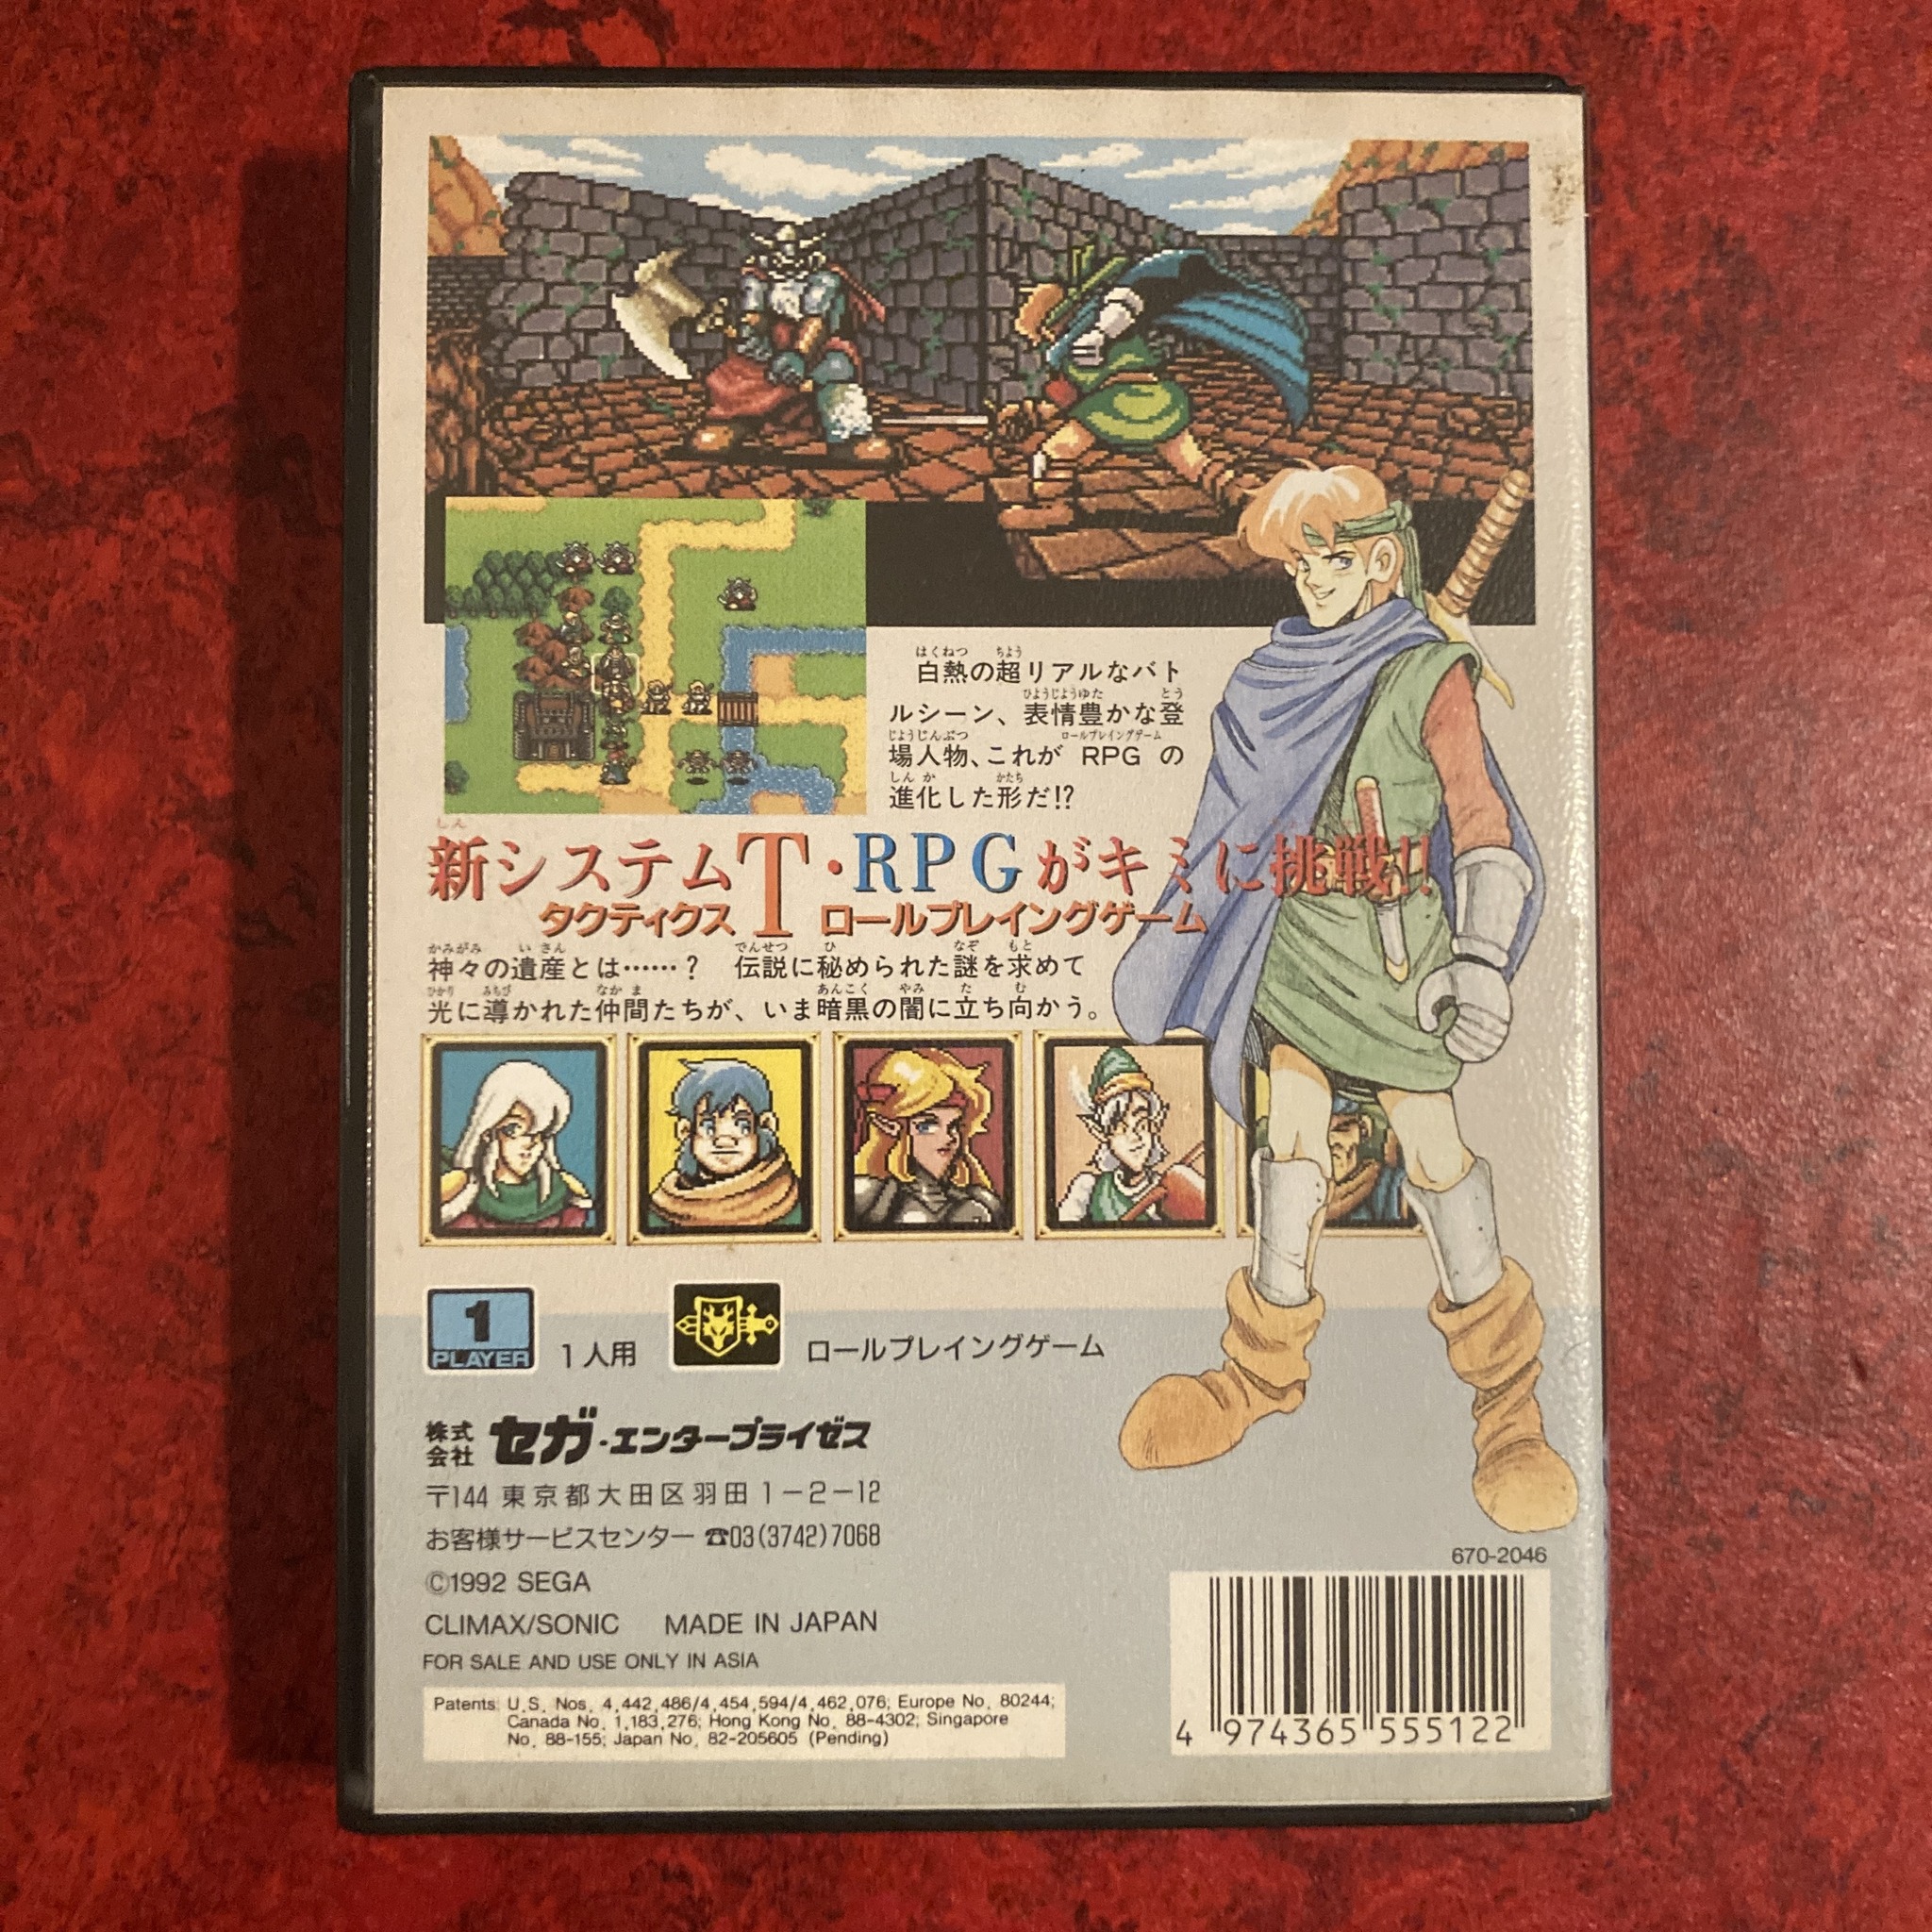 白熱の超リアルなバト
ルシーン、表情豊かな登
場人物、これが RPG の
進化した形だ!?
新システムT・RPGがキミに挑戦!!
タクティクス ロールプレイングゲーム
神々の遺産とは……? 伝説に秘められた謎を求めて
光に導かれた仲間たちが、いま暗黒の闇に立ち向かう。
1 PLAYER 1人用 ロールプレイングゲーム
株式会社 セガ・エンタープライゼス
〒144 東京都大田区羽田1-2-12
お客様サービスセンター ☎03(3742)7068
©1992 SEGA
CLIMAX/SONIC MADE IN JAPAN
FOR SALE AND USE ONLY IN ASIA
Patents: U.S. Nos. 4,442,486/4,454,594/4,462,076; Europe No. 80244;
Canada No. 1,183,276; Hong Kong No. 88-4302; Singapore
No. 88-155; Japan No. 82-205605 (Pending)
670-2046
4 974365 555122